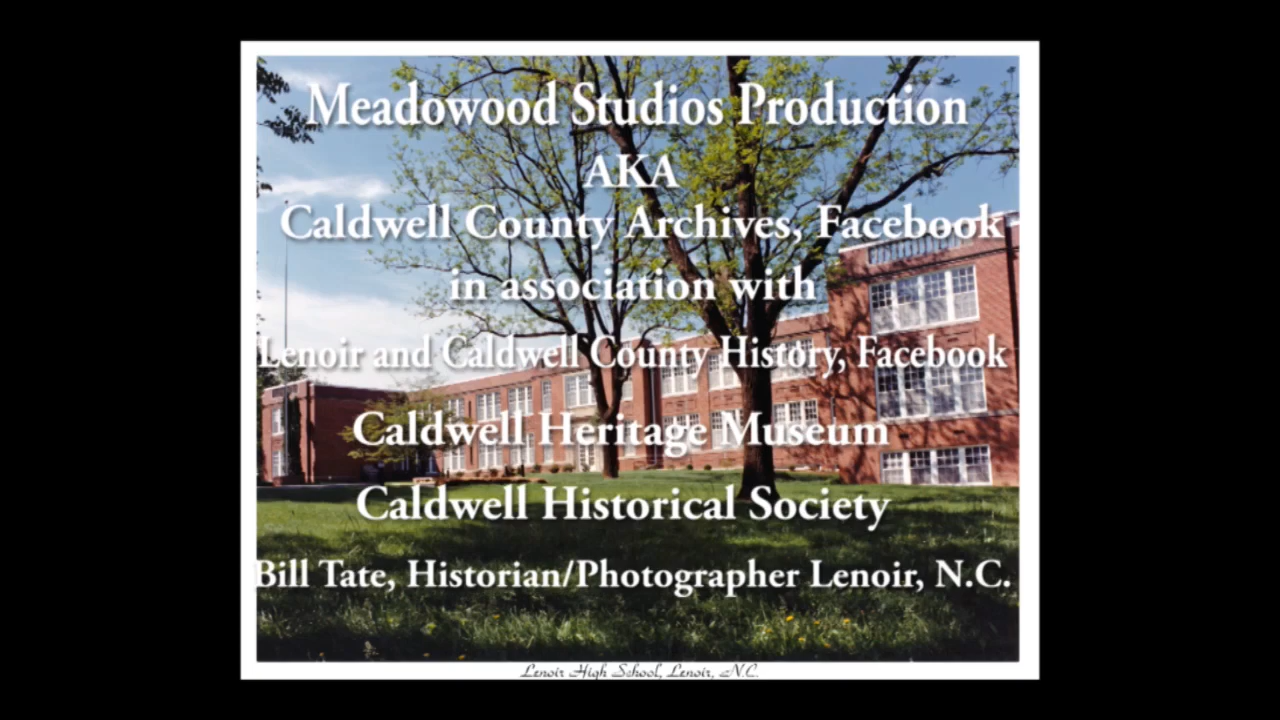 Meadowood Studios Production
AKA
Caldwell County Archives, Facebook
in association with
Lenoir and Caldwell County History, Facebook
Caldwell Heritage Museum
Caldwell Historical Society
Bill Tate, Historian/Photographer Lenoir, N.C.
Lenoir High School, Lenoir, N.C.